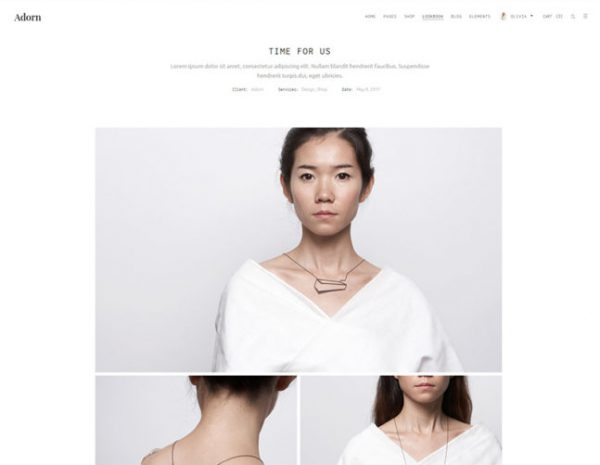 Adorn
HOME PAGES SHOP LOOKBOOK BLOG ELEMENTS OLIVIA CART (0)
TIME FOR US
Lorem ipsum dolor sit amet, consectetur adipiscing elit. Nullam blandit hendrerit faucibus. Suspendisse
hendreris turpis dui, eget ultricies.
Client: Adorn Services: Design, Shop Date: May 8, 2017